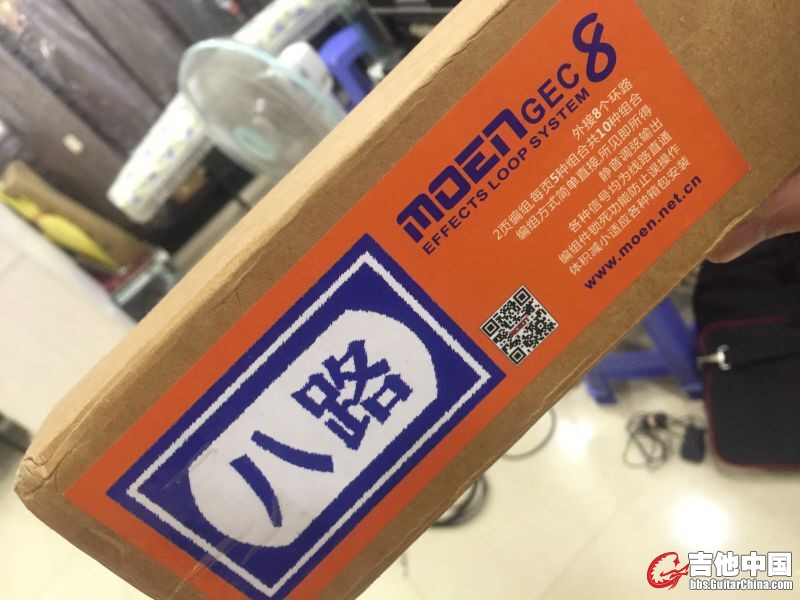 MOEN GEC 8
EFFECTS LOOP SYSTEM
外接8个环路
2页编组,每页5种组合共10种组合
编组方式简单直接,所见即所得
静音调弦输出
各种信号均为线路直通
编组件锁死功能防止误操作
体积减小适应各种箱包安装
www.moen.net.cn
八路
吉他中国
bbs.GuitarChina.com